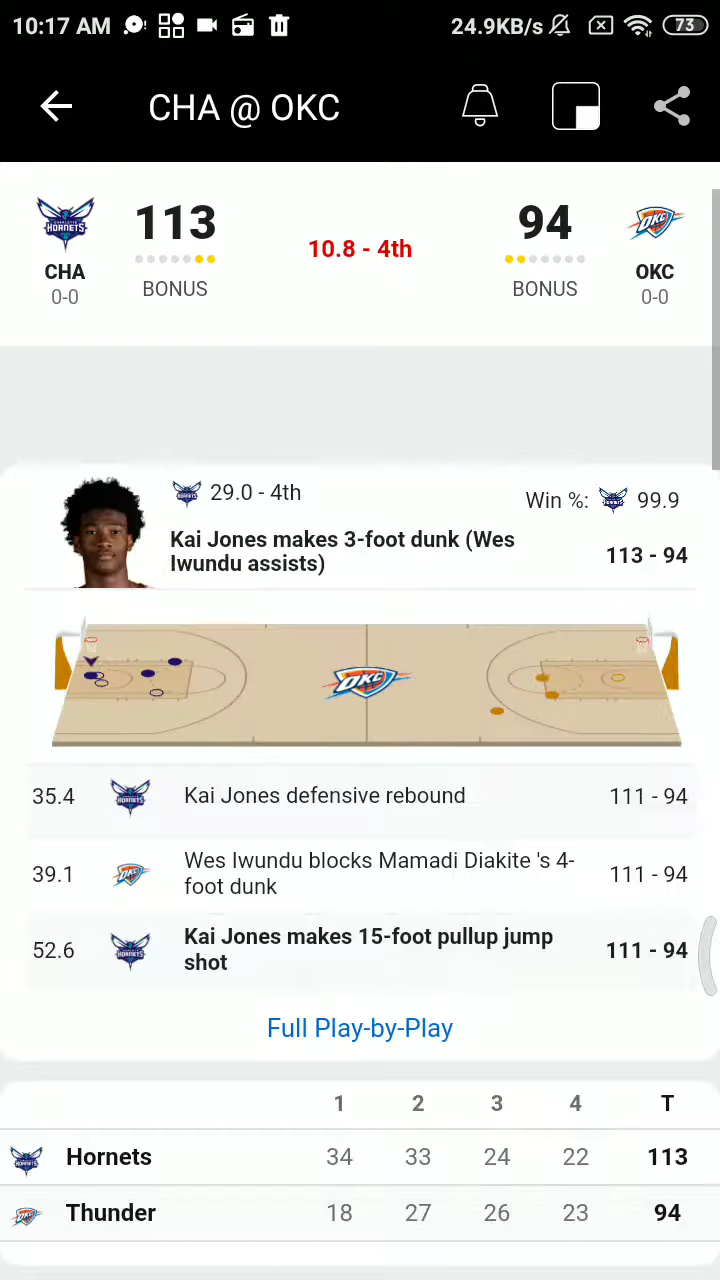 10:17 AM 24.9KB/s 73
CHA @ OKC
113 94
10.8 - 4th
CHA OKC
0-0 BONUS BONUS 0-0
29.0 - 4th Win %: 99.9
Kai Jones makes 3-foot dunk (Wes
Iwundu assists) 113 - 94
OKC
35.4 Kai Jones defensive rebound 111 - 94
39.1 Wes Iwundu blocks Mamadi Diakite 's 4-
foot dunk 111 - 94
52.6 Kai Jones makes 15-foot pullup jump
shot 111 - 94
Full Play-by-Play
1 2 3 4 T
Hornets 34 33 24 22 113
Thunder 18 27 26 23 94